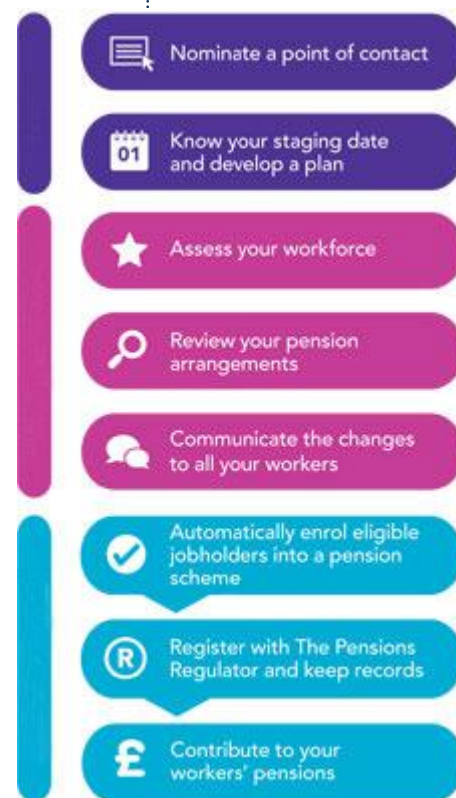 Nominate a point of contact
01
Know your staging date
and develop a plan
Assess your workforce
Review your pension
arrangements
Communicate the changes
to all your workers
Automatically enrol eligible
jobholders into a pension
scheme
R
Register with The Pensions
Regulator and keep records
£
Contribute to your
workers' pensions